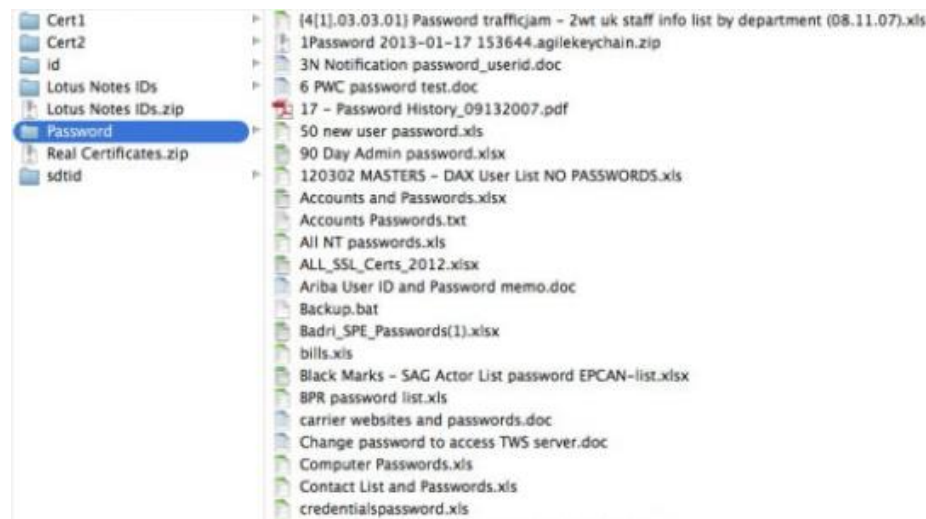 Cert1
Cert2
id
Lotus Notes IDs
Lotus Notes IDs.zip
Password
Real Certificates.zip
sdtid
{4[1].03.03.01} Password trafficjam - 2wt uk staff info list by department (08.11.07).xls
1Password 2013-01-17 153644.agilekeychain.zip
3N Notification password_userid.doc
6 PWC password test.doc
17 - Password History_09132007.pdf
50 new user password.xls
90 Day Admin password.xlsx
120302 MASTERS - DAX User List NO PASSWORDS.xls
Accounts and Passwords.xlsx
Accounts Passwords.txt
All NT passwords.xls
ALL_SSL_Certs_2012.xlsx
Ariba User ID and Password memo.doc
Backup.bat
Badri_SPE_Passwords(1).xlsx
bills.xls
Black Marks - SAG Actor List password EPCAN-list.xlsx
BPR password list.xls
carrier websites and passwords.doc
Change password to access TWS server.doc
Computer Passwords.xls
Contact List and Passwords.xls
credentialspassword.xls